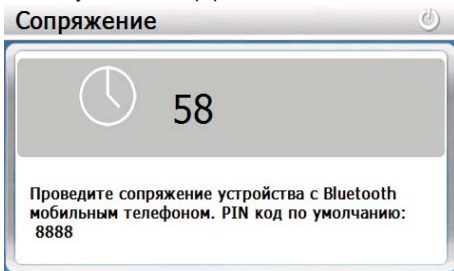 Сопряжение
58
Проведите сопряжение устройства с Bluetooth
мобильным телефоном. PIN код по умолчанию:
8888